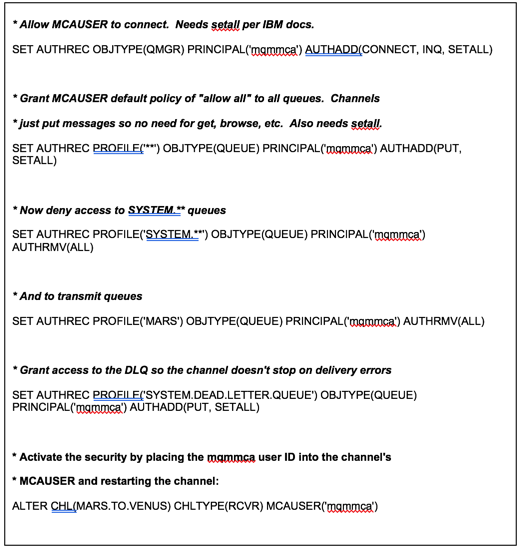 * Allow MCAUSER to connect.  Needs setall per IBM docs.
SET AUTHREC OBJTYPE(QMGR) PRINCIPAL('mqmmca') AUTHADD(CONNECT, INQ, SETALL)
* Grant MCAUSER default policy of "allow all" to all queues.  Channels
* just put messages so no need for get, browse, etc.  Also needs setall.
SET AUTHREC PROFILE('**') OBJTYPE(QUEUE) PRINCIPAL('mqmmca') AUTHADD(PUT,
SETALL)
* Now deny access to SYSTEM.** queues
SET AUTHREC PROFILE('SYSTEM.**') OBJTYPE(QUEUE) PRINCIPAL('mqmmca')
AUTHRMV(ALL)
* And to transmit queues
SET AUTHREC PROFILE('MARS') OBJTYPE(QUEUE) PRINCIPAL('mqmmca') AUTHRMV(ALL)
* Grant access to the DLQ so the channel doesn't stop on delivery errors
SET AUTHREC PROFILE('SYSTEM.DEAD.LETTER.QUEUE') OBJTYPE(QUEUE)
PRINCIPAL('mqmmca') AUTHADD(PUT, SETALL)
* Activate the security by placing the mqmmca user ID into the channel's
* MCAUSER and restarting the channel:
ALTER CHL(MARS.TO.VENUS) CHLTYPE(RCVR) MCAUSER('mqmmca')